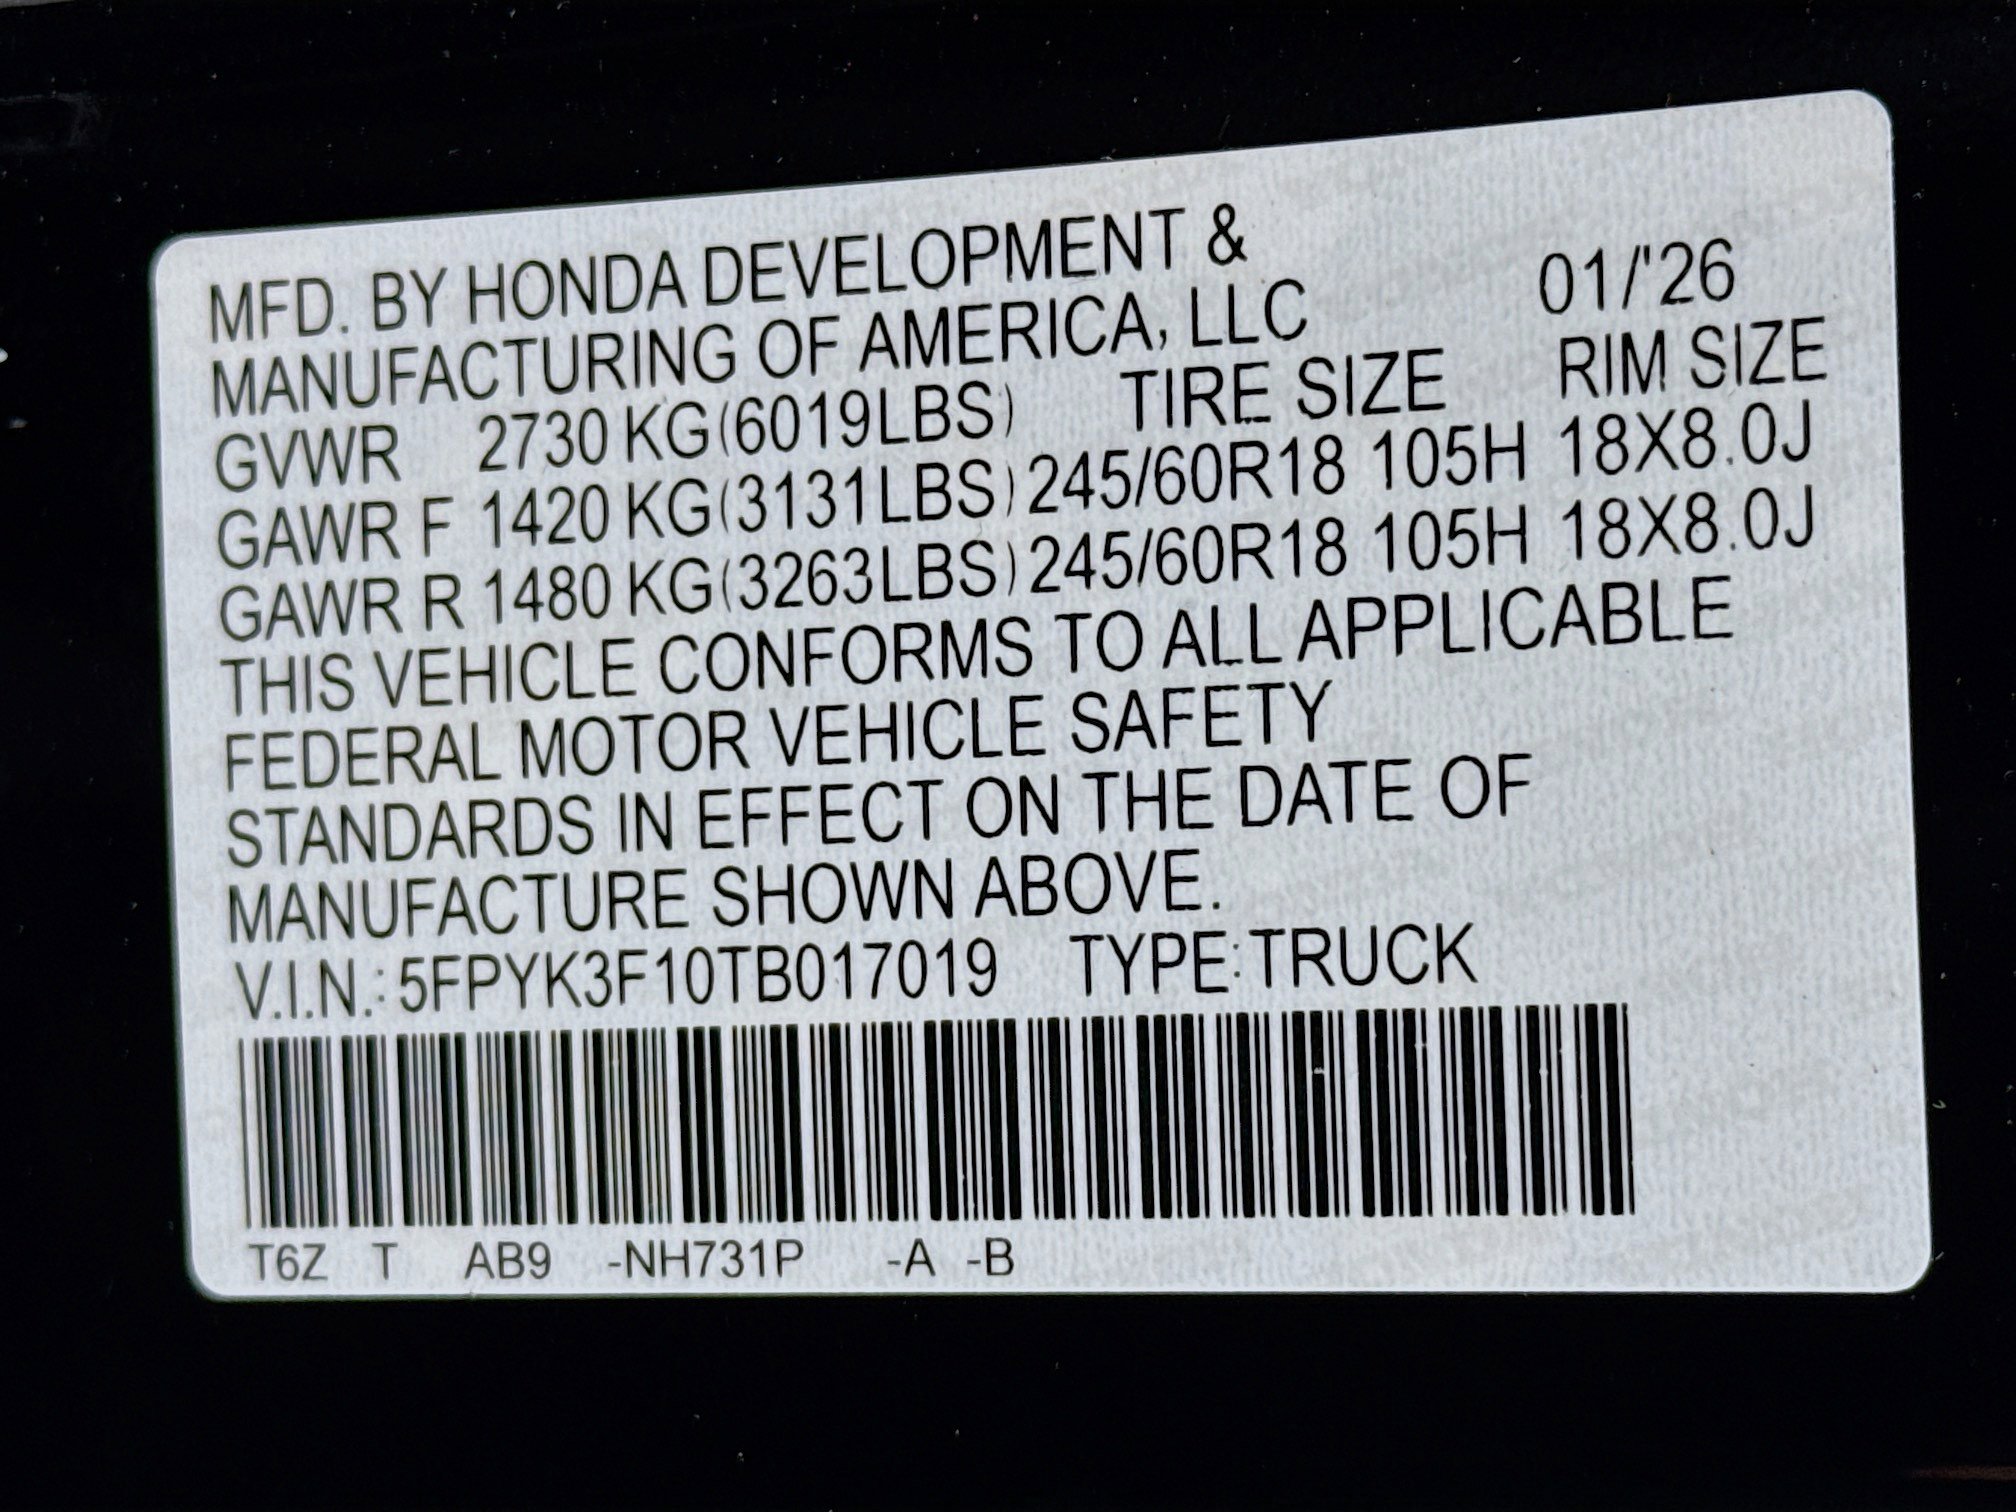 MFD. BY HONDA DEVELOPMENT &
MANUFACTURING OF AMERICA, LLC 01/'26
GVWR 2730 KG(6019LBS) TIRE SIZE RIM SIZE
GAWR F 1420 KG(3131LBS) 245/60R18 105H 18X8.0J
GAWR R 1480 KG(3263LBS) 245/60R18 105H 18X8.0J
THIS VEHICLE CONFORMS TO ALL APPLICABLE
FEDERAL MOTOR VEHICLE SAFETY
STANDARDS IN EFFECT ON THE DATE OF
MANUFACTURE SHOWN ABOVE.
V.I.N.: 5FPYK3F10TB017019 TYPE:TRUCK
T6Z T AB9 -NH731P -A -B